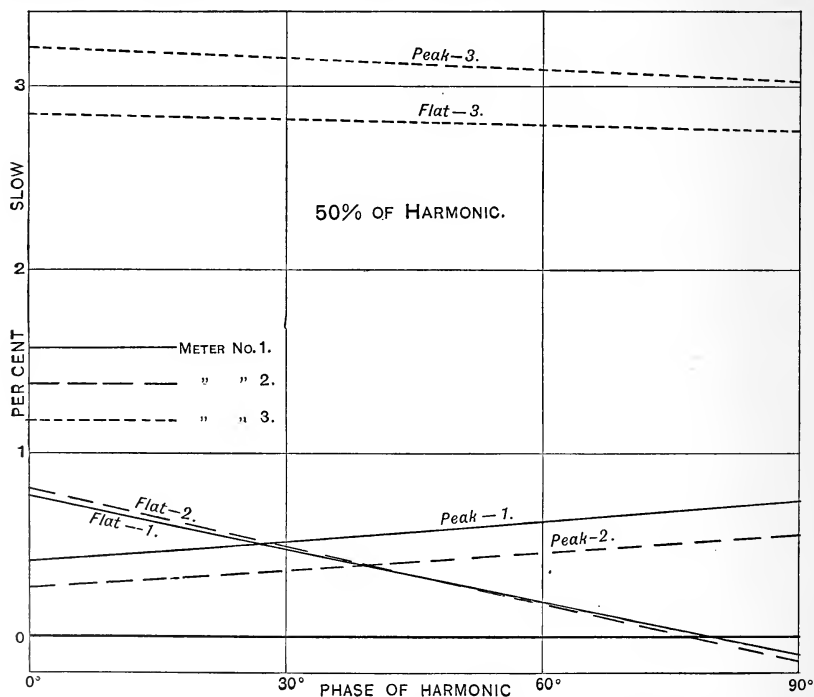 Peak—3.
3
Flat—3.
SLOW
50% OF HARMONIC.
2
METER NO. 1.
PER CENT
„ „ 2.
„ „ 3.
1
Flat—2.
Flat—1.
Peak—1.
Peak—2.
0
0° 30° 60° 90°
PHASE OF HARMONIC